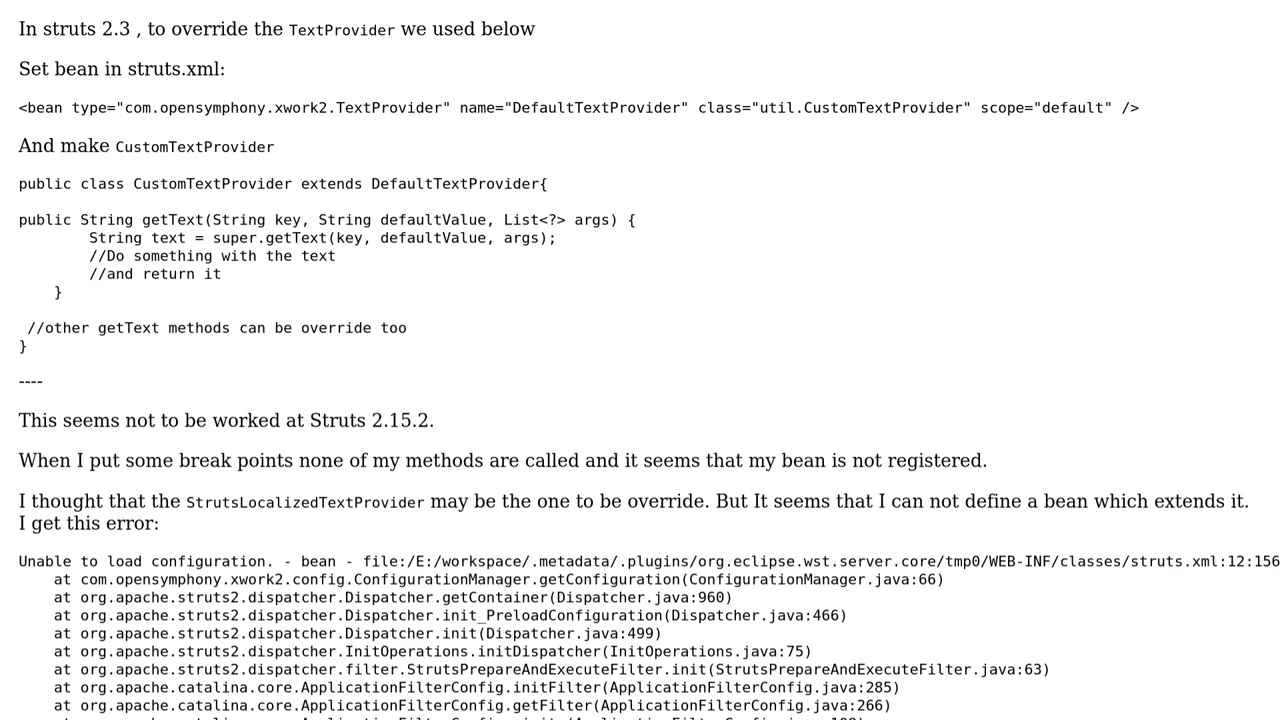 In struts 2.3 , to override the TextProvider we used below
Set bean in struts.xml:
<bean type="com.opensymphony.xwork2.TextProvider" name="DefaultTextProvider" class="util.CustomTextProvider" scope="default" />
And make CustomTextProvider
public class CustomTextProvider extends DefaultTextProvider{
public String getText(String key, String defaultValue, List<?> args) {
        String text = super.getText(key, defaultValue, args);
        //Do something with the text
        //and return it
    }
 //other getText methods can be override too
}
----
This seems not to be worked at Struts 2.15.2.
When I put some break points none of my methods are called and it seems that my bean is not registered.
I thought that the StrutsLocalizedTextProvider may be the one to be override. But It seems that I can not define a bean which extends it.
I get this error:
Unable to load configuration. - bean - file:/E:/workspace/.metadata/.plugins/org.eclipse.wst.server.core/tmp0/WEB-INF/classes/struts.xml:12:156
    at com.opensymphony.xwork2.config.ConfigurationManager.getConfiguration(ConfigurationManager.java:66)
    at org.apache.struts2.dispatcher.Dispatcher.getContainer(Dispatcher.java:960)
    at org.apache.struts2.dispatcher.Dispatcher.init_PreloadConfiguration(Dispatcher.java:466)
    at org.apache.struts2.dispatcher.Dispatcher.init(Dispatcher.java:499)
    at org.apache.struts2.dispatcher.InitOperations.initDispatcher(InitOperations.java:75)
    at org.apache.struts2.dispatcher.filter.StrutsPrepareAndExecuteFilter.init(StrutsPrepareAndExecuteFilter.java:63)
    at org.apache.catalina.core.ApplicationFilterConfig.initFilter(ApplicationFilterConfig.java:285)
    at org.apache.catalina.core.ApplicationFilterConfig.getFilter(ApplicationFilterConfig.java:266)